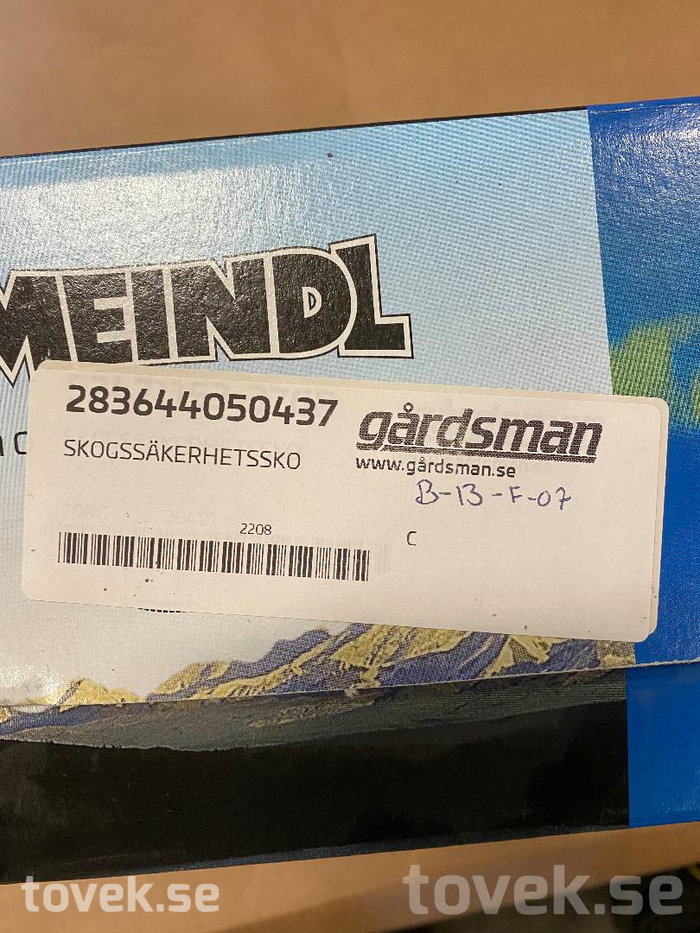 MEINDL
283644050437
gårdsman
SKOGSSÄKERHETSSKO
www.gårdsman.se
B-13-F-07
2208
C
tovek.se
tovek.se